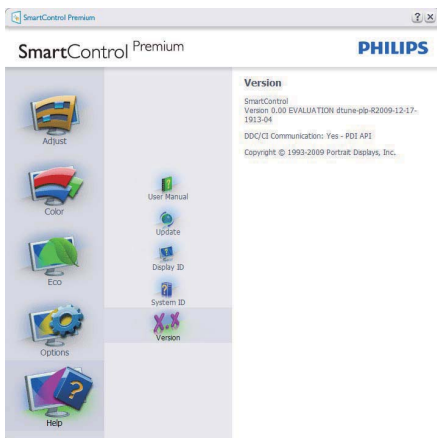 SmartControl Premium
SmartControl Premium
PHILIPS
Adjust
Color
Eco
Options
Help
User Manual
Update
Display ID
System ID
X.X
Version
Version
SmartControl
Version 0.00 EVALUATION dtune-plp-R2009-12-17-
1913-04
DDC/CI Communication: Yes - PDI API
Copyright © 1993-2009 Portrait Displays, Inc.